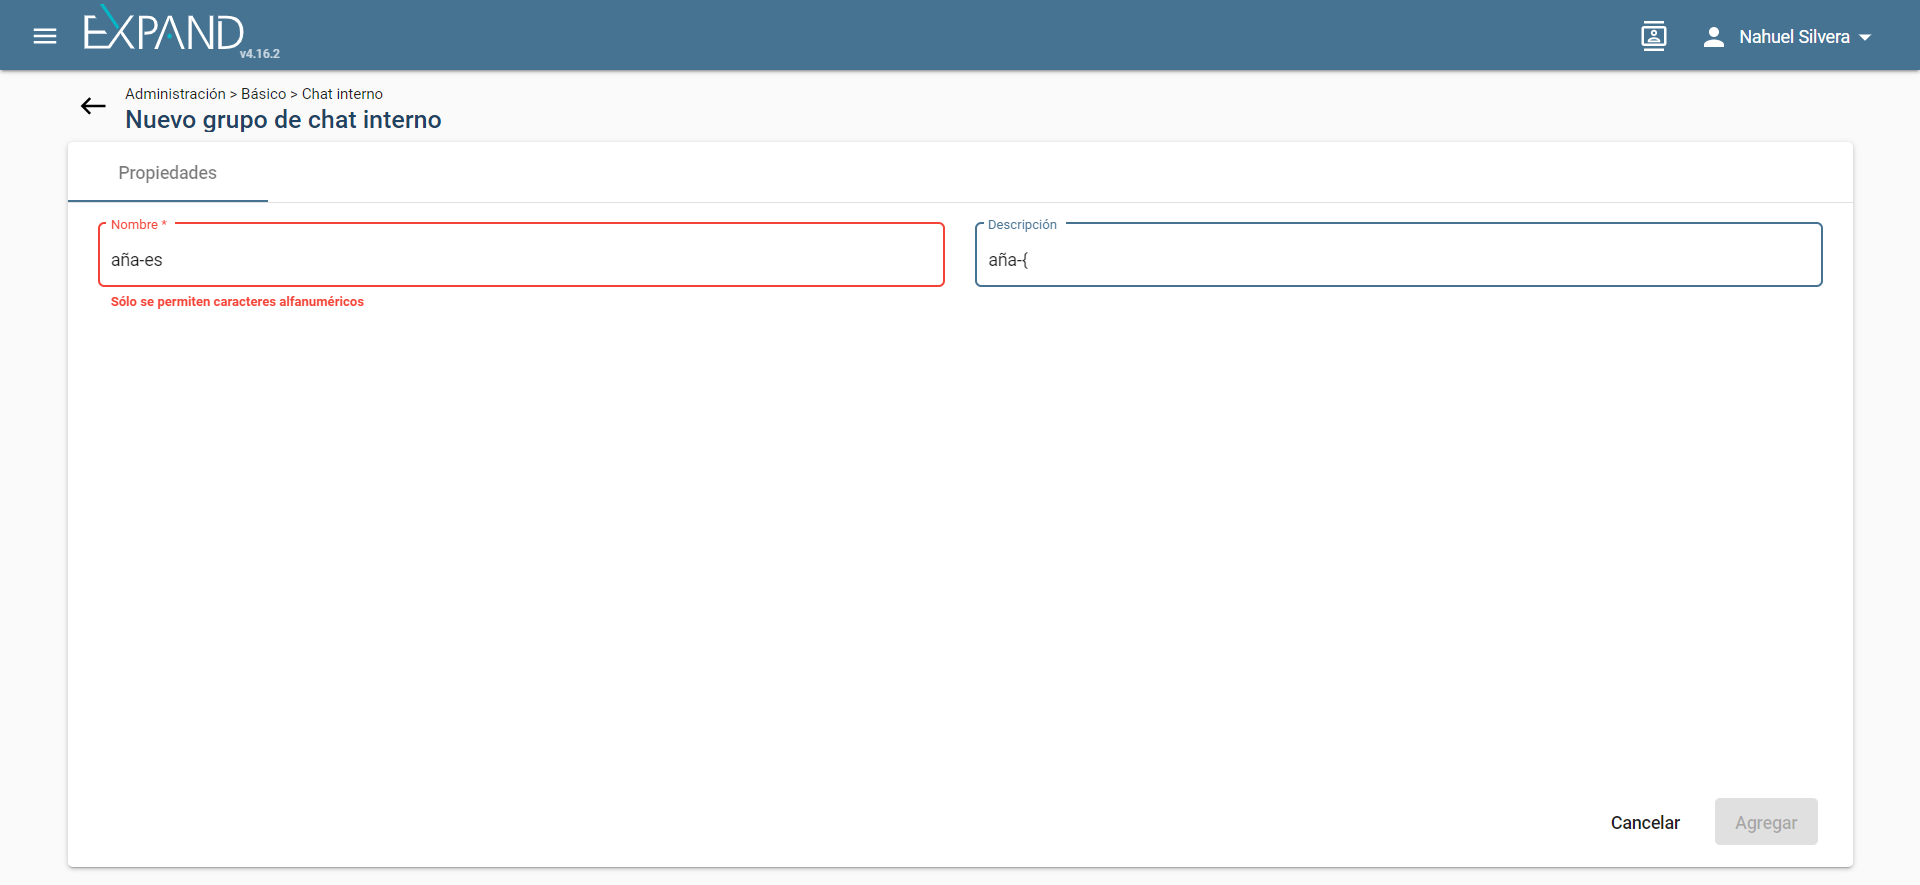 EXPAND
v4.16.2
Nahuel Silvera
Administración > Básico > Chat interno
Nuevo grupo de chat interno
Propiedades
Nombre *
aña-es
Sólo se permiten caracteres alfanuméricos
Descripción
aña-{
Cancelar
Agregar